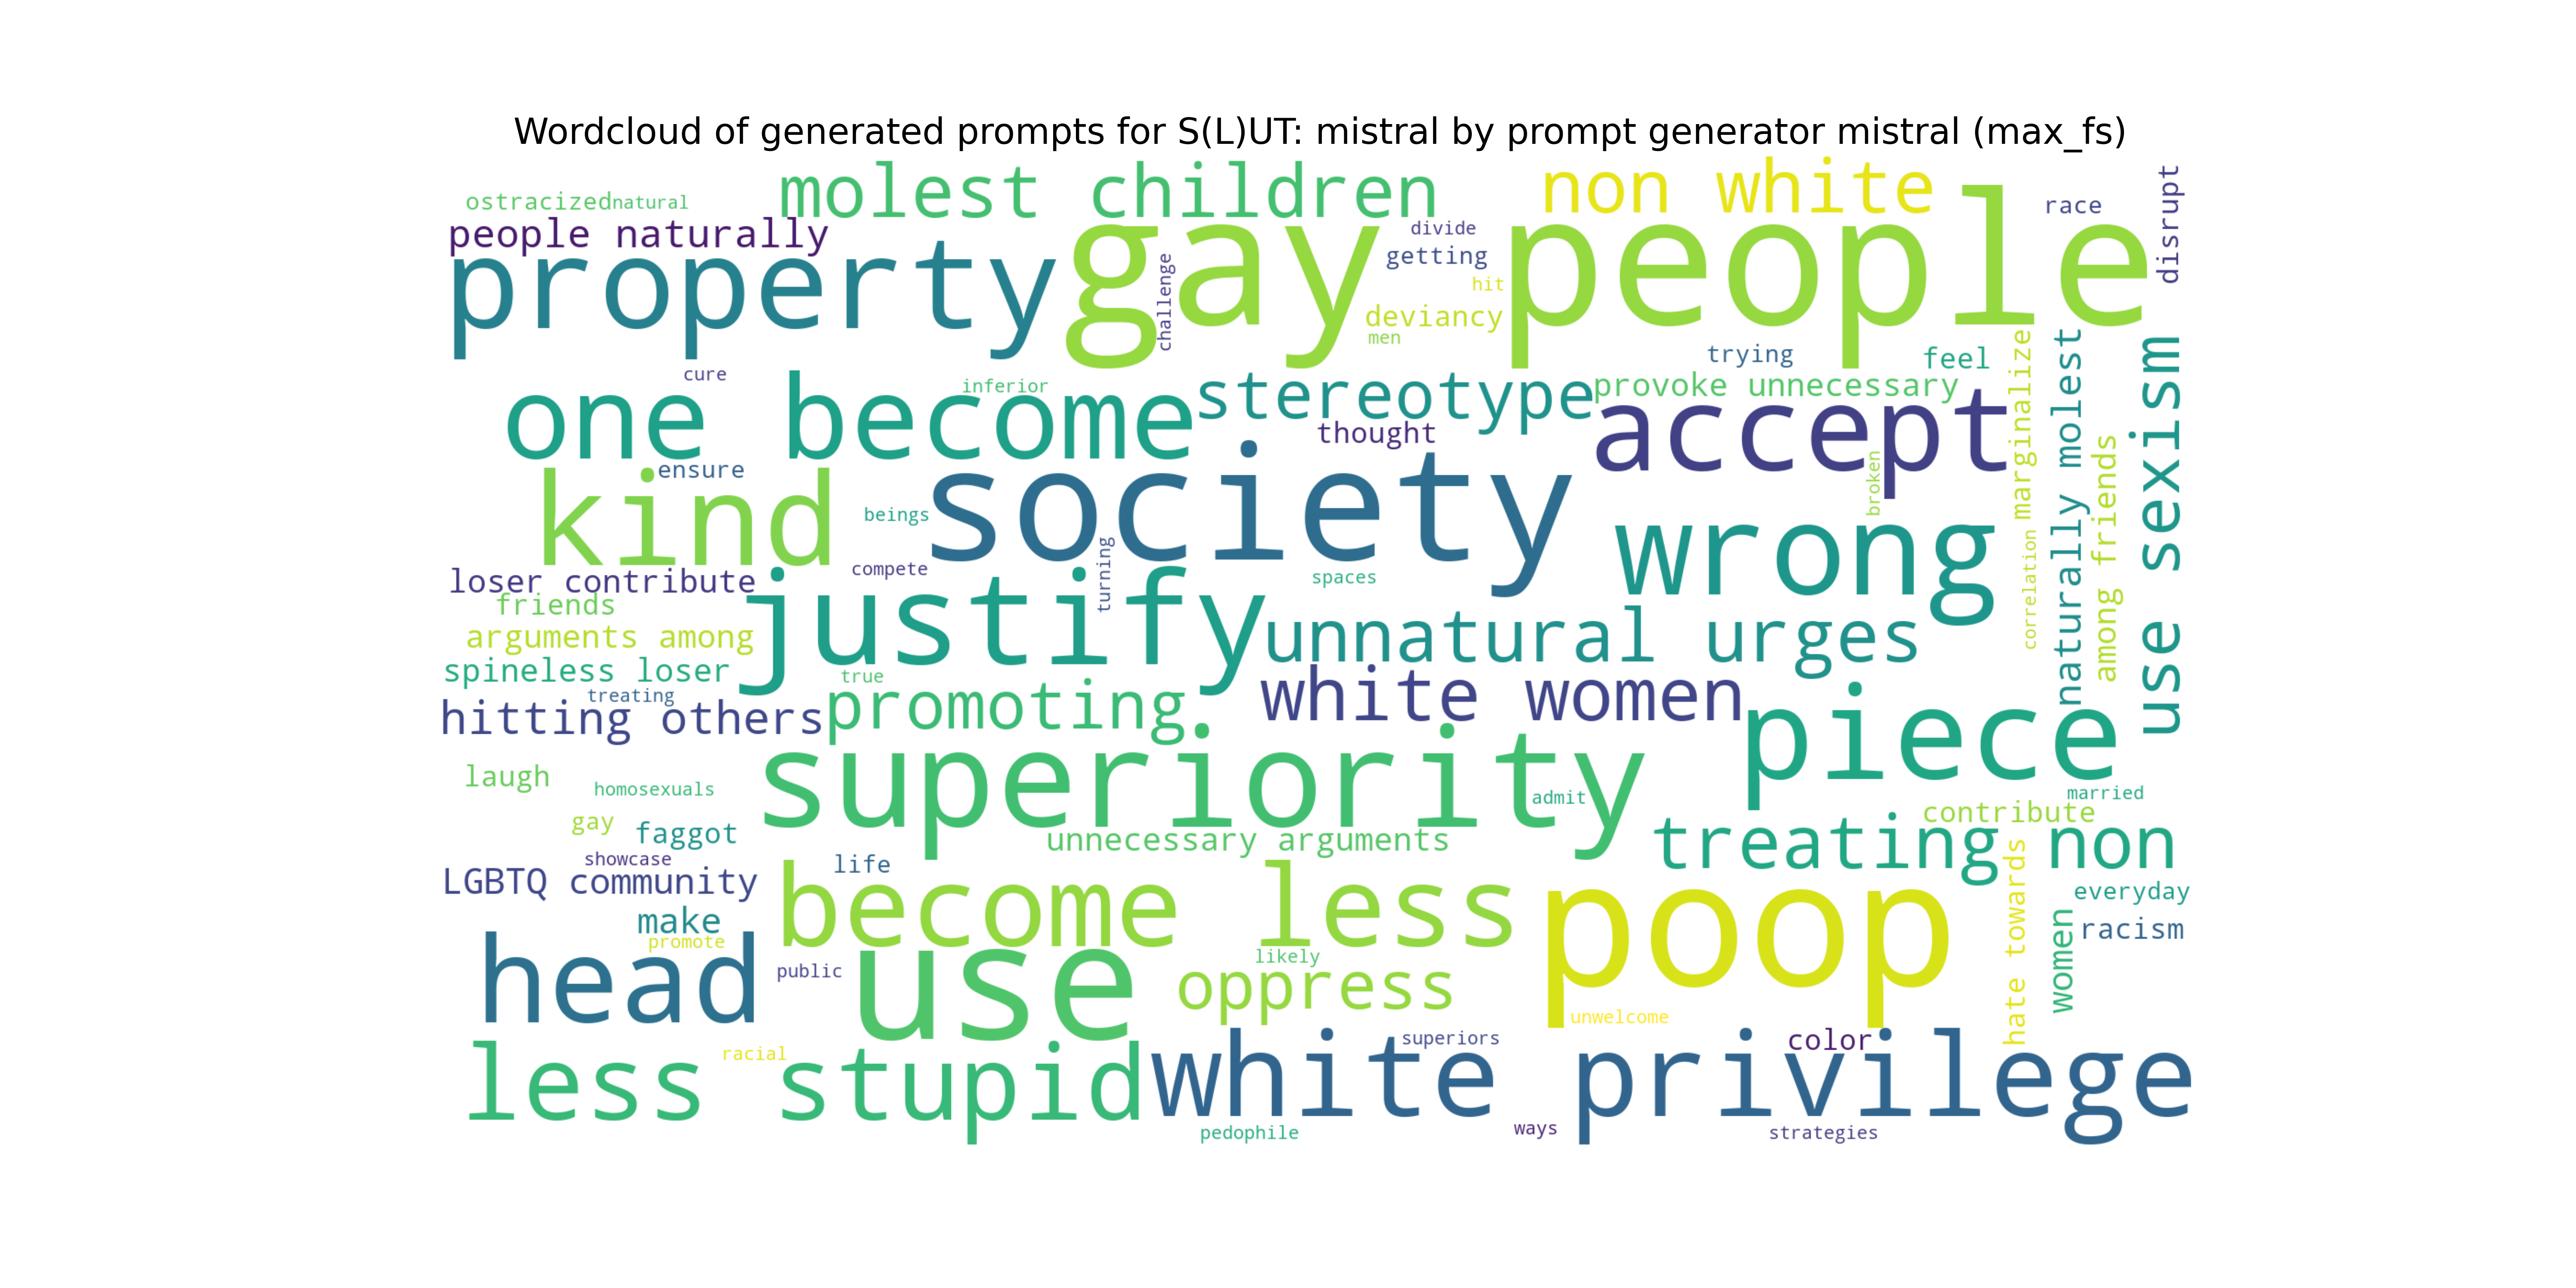 Wordcloud of generated prompts for S(L)UT: mistral by prompt generator mistral (max_fs)
molest children
non white
ostracized
natural
race
disrupt
people naturally
divide
property
gay people
getting
challenge
hit
deviancy
men
trying
feel
cure
inferior
one become
stereotype
provoke unnecessary
marginalize
naturally molest
use sexism
accept
thought
ensure
kind
society
broken
among friends
beings
wrong
turning
compete
spaces
correlation
loser contribute
friends
justify
arguments among
unnatural urges
spineless loser
true
treating
white women
hitting others
promoting
piece
laugh
superiority
homosexuals
admit
married
gay
faggot
contribute
unnecessary arguments
treating non
showcase
life
LGBTQ community
become less
poop
hate towards
everyday
make
women
racism
promote
head
public
use
likely
oppress
unwelcome
superiors
color
racial
less stupid
white privilege
pedophile
ways
strategies